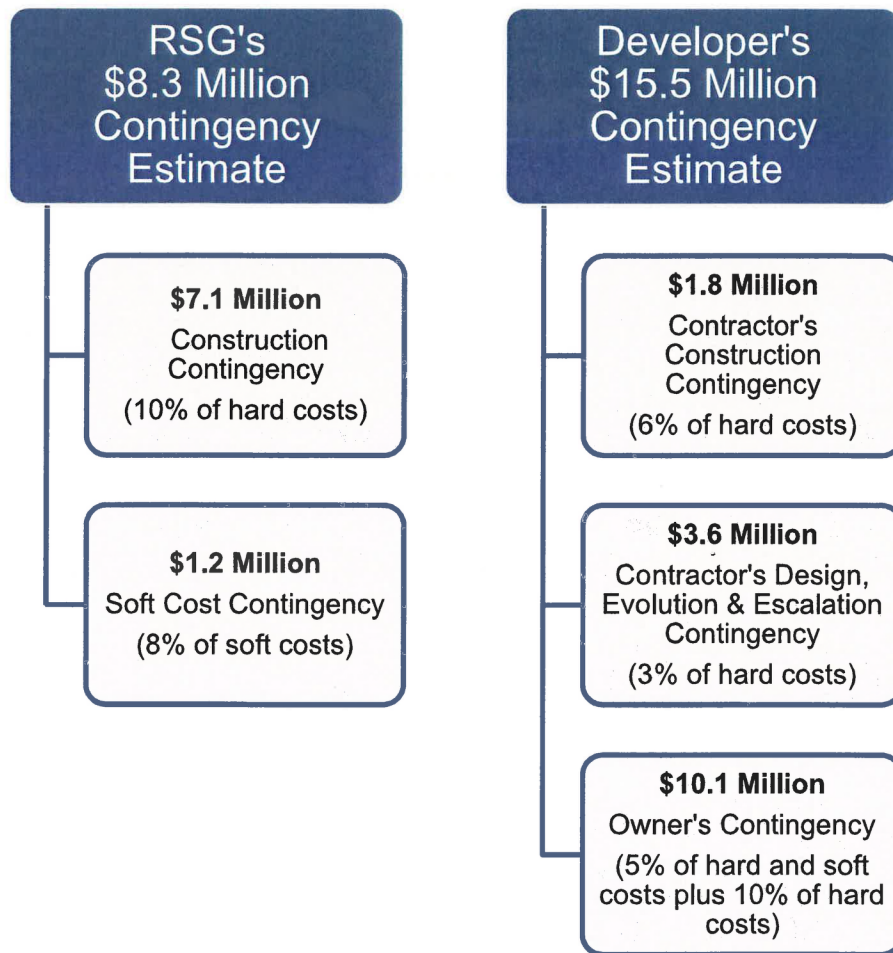 RSG's
$8.3 Million
Contingency
Estimate
$7.1 Million
Construction
Contingency
(10% of hard costs)
$1.2 Million
Soft Cost Contingency
(8% of soft costs)
Developer's
$15.5 Million
Contingency
Estimate
$1.8 Million
Contractor's
Construction
Contingency
(6% of hard costs)
$3.6 Million
Contractor's Design,
Evolution & Escalation
Contingency
(3% of hard costs)
$10.1 Million
Owner's Contingency
(5% of hard and soft
costs plus 10% of hard
costs)